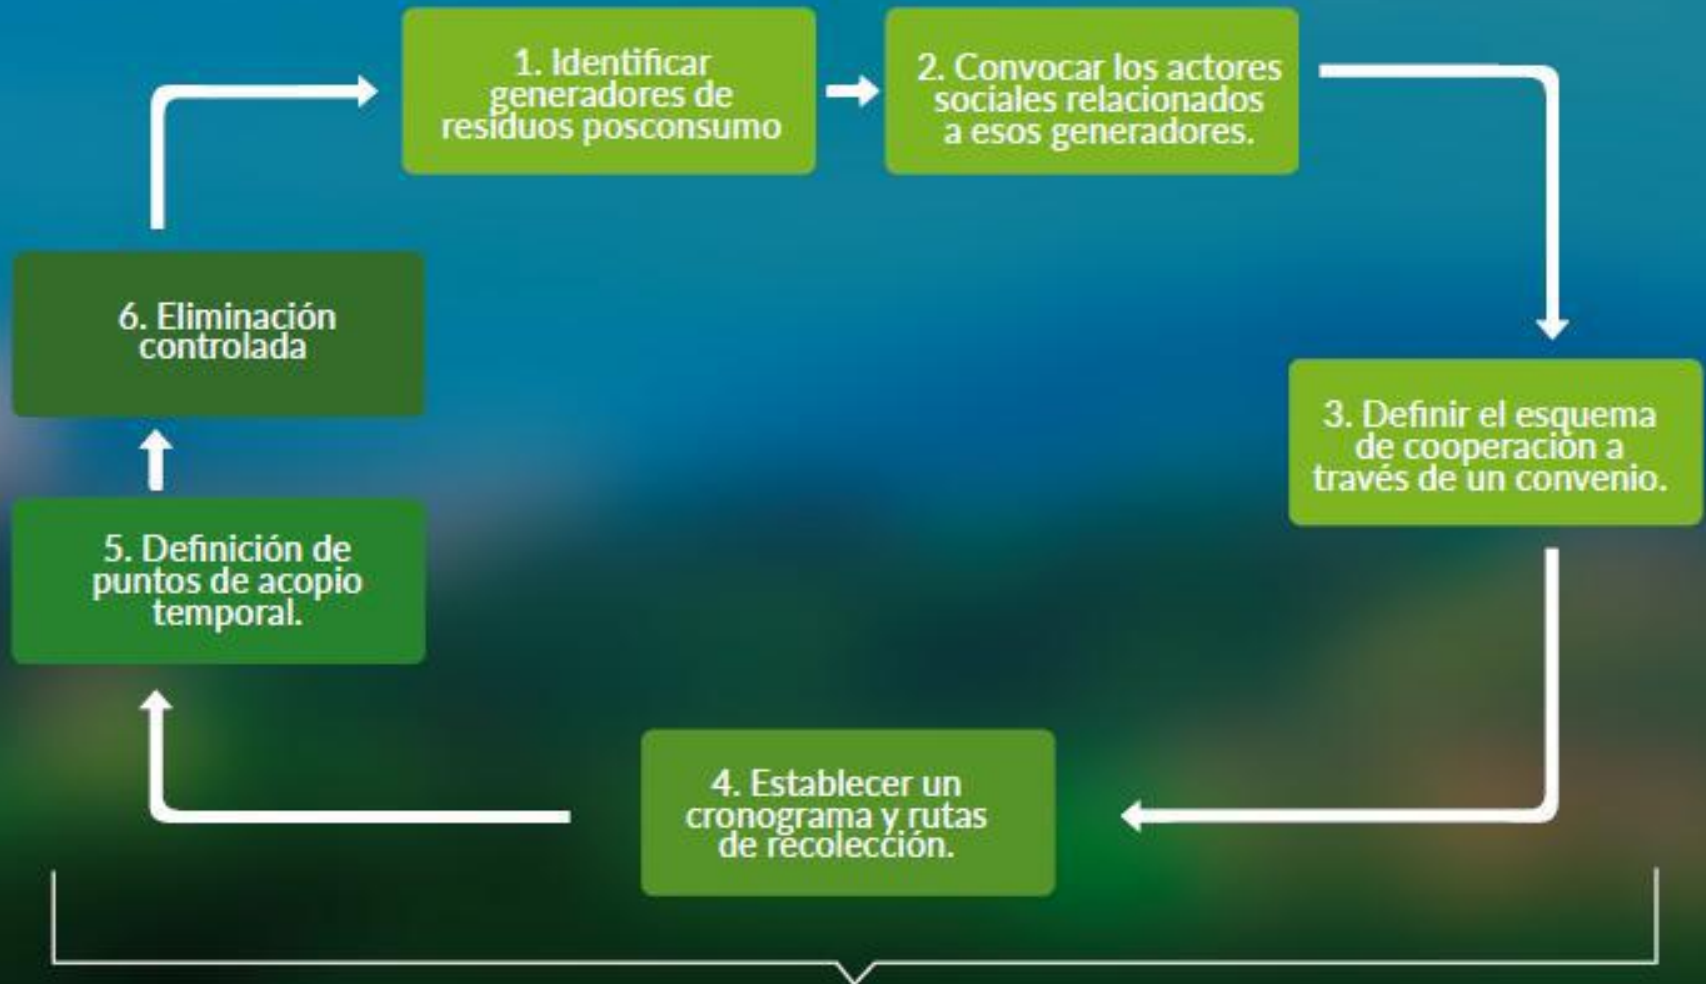 1. Identificar
generadores de
residuos posconsumo
2. Convocar los actores
sociales relacionados
a esos generadores.
3. Definir el esquema
de cooperación a
través de un convenio.
4. Establecer un
cronograma y rutas
de recolección.
5. Definición de
puntos de acopio
temporal.
6. Eliminación
controlada